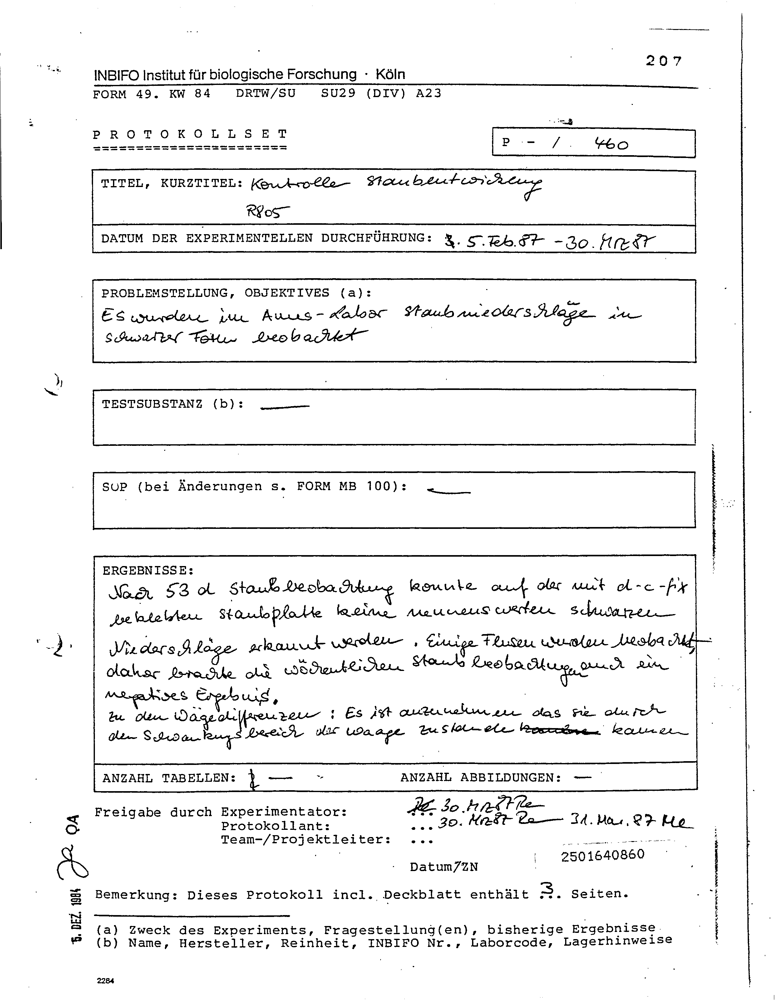 207
INBIFO Institut für biologische Forschung · Köln
FORM 49. KW 84 DRTW/SU SU29 (DIV) A23
PROTOKOLLSET
======================
P - / 460
TITEL, KURZTITEL: Kontrolle Staubentwicklung
R805
DATUM DER EXPERIMENTELLEN DURCHFÜHRUNG: 5. Feb. 87 - 30. MRZ 87
PROBLEMSTELLUNG, OBJEKTIVES (a):
Es wurden im Ames-Labor Staubniederschläge in
schwarzer Form beobachtet
TESTSUBSTANZ (b): —
SOP (bei Änderungen s. FORM MB 100): —
ERGEBNISSE:
Nach 53 d Staubbeobachtung konnte auf der mit d-c-fix
beklebten Staubplatte keine nennenswerten schwarzen
Niederschläge erkannt werden. Einige Flusen wurden beobachtet,
daher brachte die wöchentlichen Staubbeobachtungen auch ein
negatives Ergebnis.
Zu den Wägedifferenzen: Es ist anzunehmen das sie durch
den Schwankungsbereich der Waage zustande kamen
ANZAHL TABELLEN: 1 — ANZAHL ABBILDUNGEN: —
Freigabe durch Experimentator: 30. MRZ 87 Re
Protokollant: ... 30. MRZ 87 Re — 31. Mar. 87 Me
Team-/Projektleiter: ...
Datum/ZN
2501640860
Bemerkung: Dieses Protokoll incl. Deckblatt enthält 3 Seiten.
(a) Zweck des Experiments, Fragestellung(en), bisherige Ergebnisse
(b) Name, Hersteller, Reinheit, INBIFO Nr., Laborcode, Lagerhinweise
2284
DEZ. 1984 QA